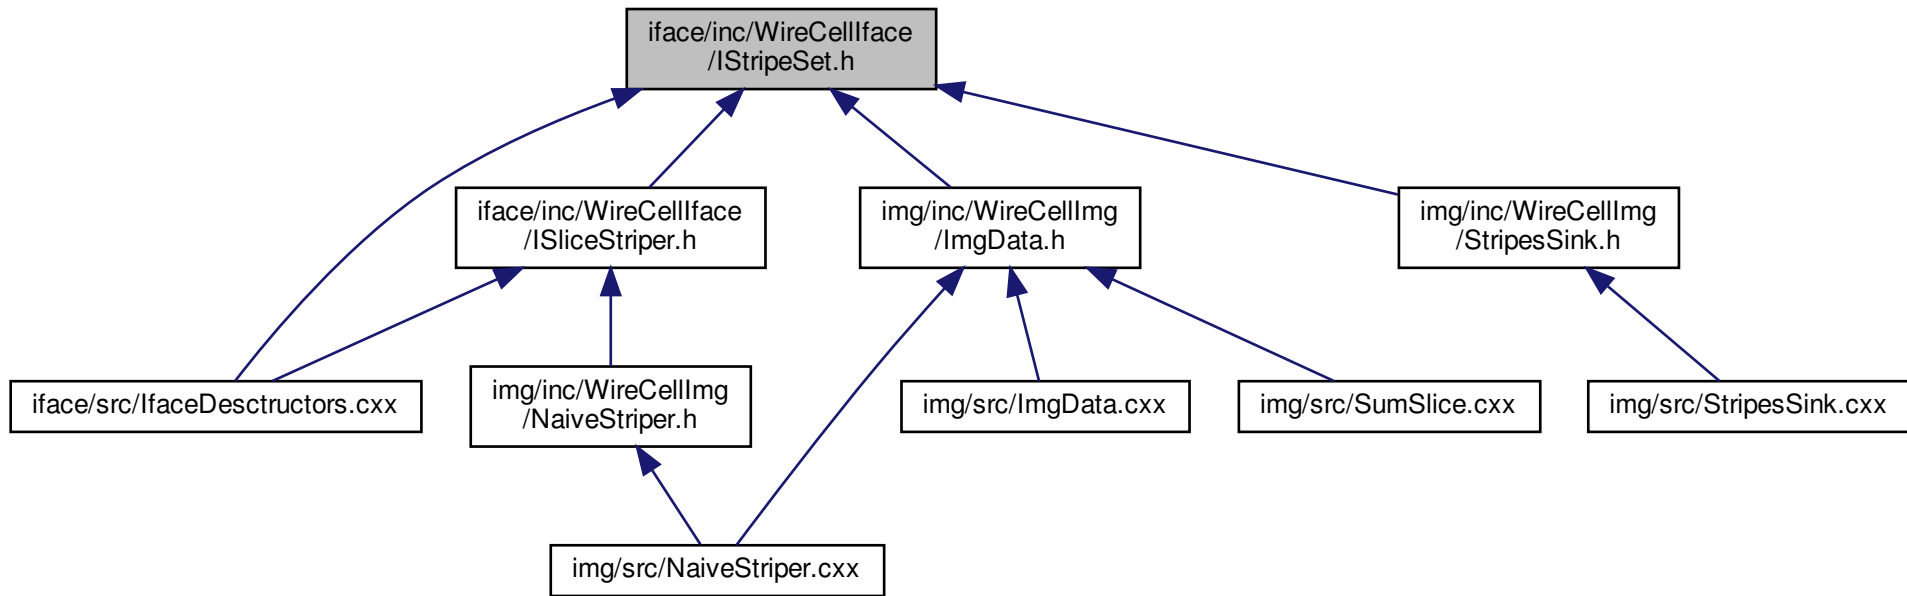 iface/inc/WireCellIface
/IStripeSet.h
iface/inc/WireCellIface
/ISliceStriper.h
img/inc/WireCellImg
/ImgData.h
img/inc/WireCellImg
/StripesSink.h
iface/src/IfaceDesctructors.cxx
img/inc/WireCellImg
/NaiveStriper.h
img/src/ImgData.cxx
img/src/SumSlice.cxx
img/src/StripesSink.cxx
img/src/NaiveStriper.cxx